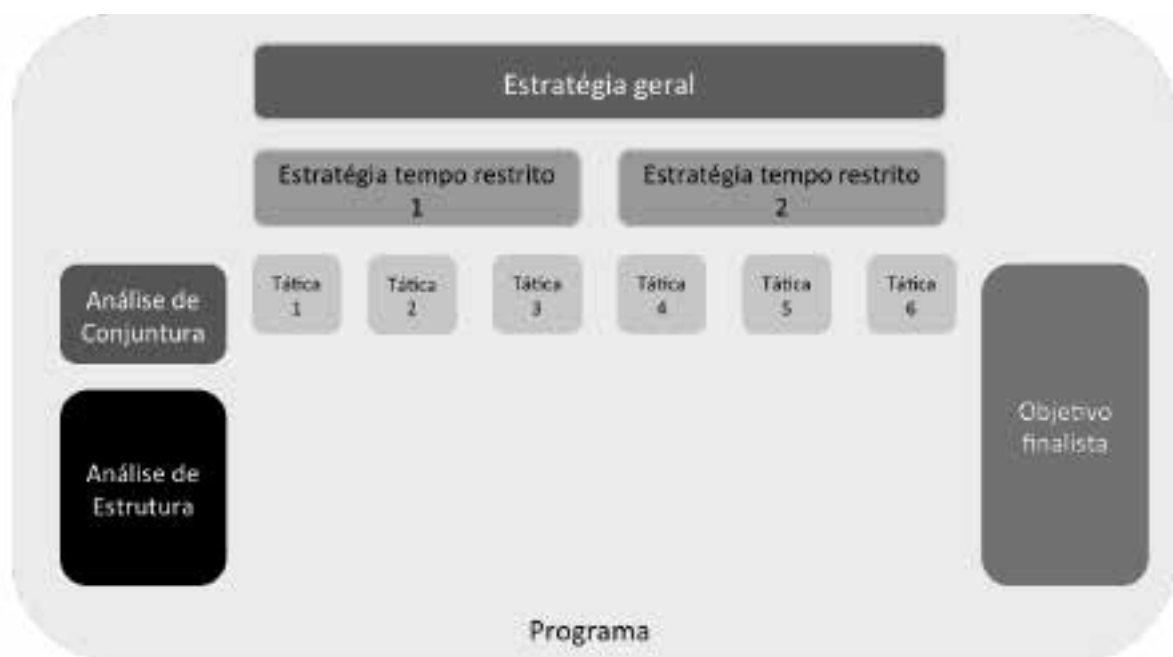 Estratégia geral
Estratégia tempo restrito
1
Estratégia tempo restrito
2
Análise de
Conjuntura
Tática
1
Tática
2
Tática
3
Tática
4
Tática
5
Tática
6
Análise de
Estrutura
Objetivo
finalista
Programa